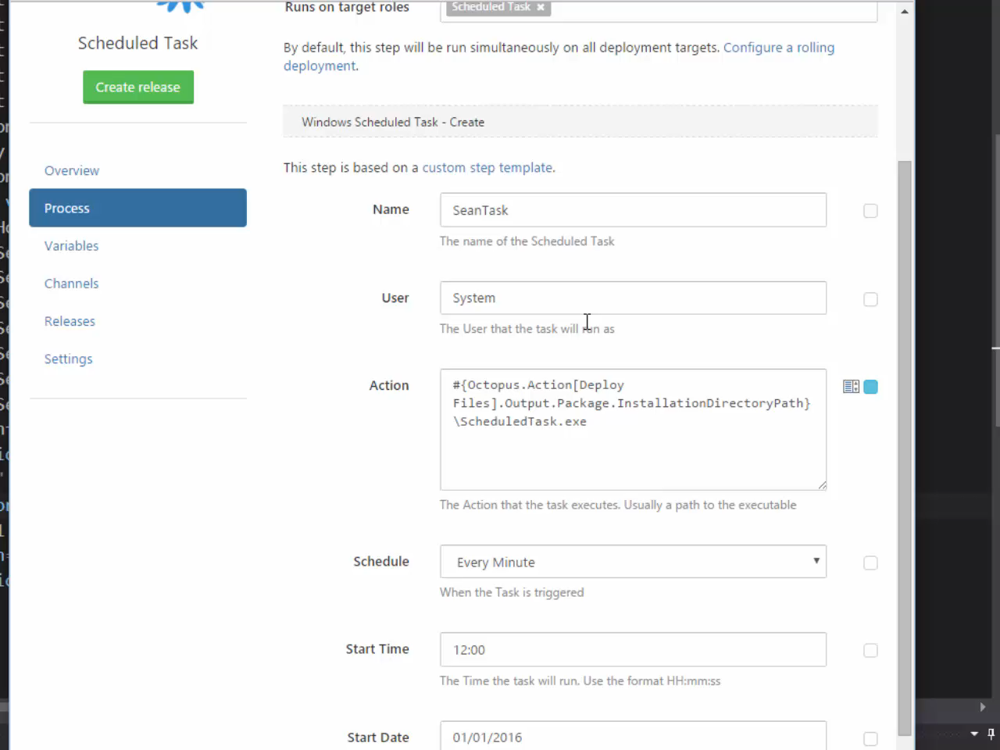 Runs on target roles
Scheduled Task ×
Scheduled Task
Create release
By default, this step will be run simultaneously on all deployment targets. Configure a rolling
deployment.
Windows Scheduled Task - Create
This step is based on a custom step template.
Overview
Process
Variables
Channels
Releases
Settings
Name
SeanTask
The name of the Scheduled Task
User
System
The User that the task will run as
Action
#{Octopus.Action[Deploy
Files].Output.Package.InstallationDirectoryPath}
\ScheduledTask.exe
The Action that the task executes. Usually a path to the executable
Schedule
Every Minute
When the Task is triggered
Start Time
12:00
The Time the task will run. Use the format HH:mm:ss
Start Date
01/01/2016